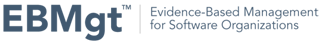 EBMgt™
Evidence-Based Management
for Software Organizations